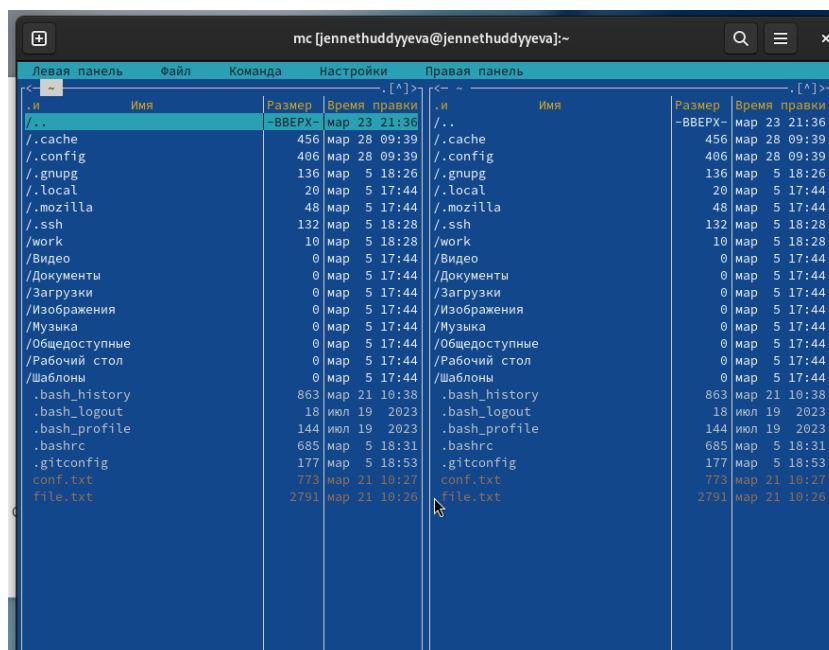 mc [jennethuddyyeva@jennethuddyyeva]:~
Левая панель Файл Команда Настройки Правая панель
<- ~ .[^]> <- ~ .[^]>
.и Имя Размер Время правки .и Имя Размер Время правки
/.. -ВВЕРХ- мар 23 21:36 /.. -ВВЕРХ- мар 23 21:36
/.cache 456 мар 28 09:39 /.cache 456 мар 28 09:39
/.config 406 мар 28 09:39 /.config 406 мар 28 09:39
/.gnupg 136 мар 5 18:26 /.gnupg 136 мар 5 18:26
/.local 20 мар 5 17:44 /.local 20 мар 5 17:44
/.mozilla 48 мар 5 17:44 /.mozilla 48 мар 5 17:44
/.ssh 132 мар 5 18:28 /.ssh 132 мар 5 18:28
/work 10 мар 5 18:28 /work 10 мар 5 18:28
/Видео 0 мар 5 17:44 /Видео 0 мар 5 17:44
/Документы 0 мар 5 17:44 /Документы 0 мар 5 17:44
/Загрузки 0 мар 5 17:44 /Загрузки 0 мар 5 17:44
/Изображения 0 мар 5 17:44 /Изображения 0 мар 5 17:44
/Музыка 0 мар 5 17:44 /Музыка 0 мар 5 17:44
/Общедоступные 0 мар 5 17:44 /Общедоступные 0 мар 5 17:44
/Рабочий стол 0 мар 5 17:44 /Рабочий стол 0 мар 5 17:44
/Шаблоны 0 мар 5 17:44 /Шаблоны 0 мар 5 17:44
.bash_history 863 мар 21 10:38 .bash_history 863 мар 21 10:38
.bash_logout 18 июл 19 2023 .bash_logout 18 июл 19 2023
.bash_profile 144 июл 19 2023 .bash_profile 144 июл 19 2023
.bashrc 685 мар 5 18:31 .bashrc 685 мар 5 18:31
.gitconfig 177 мар 5 18:53 .gitconfig 177 мар 5 18:53
conf.txt 773 мар 21 10:27 conf.txt 773 мар 21 10:27
file.txt 2791 мар 21 10:26 file.txt 2791 мар 21 10:26